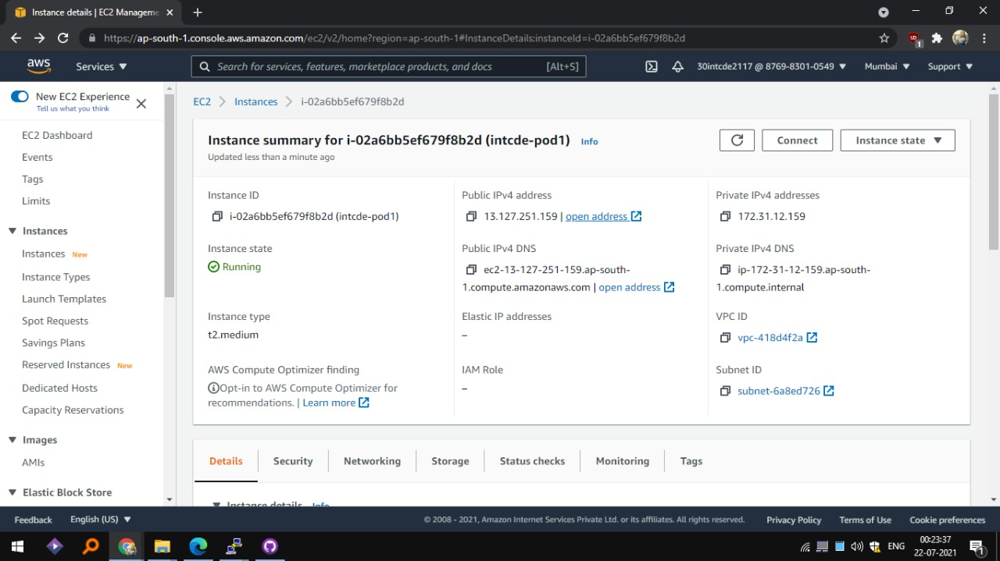 Instance details | EC2 Manageme
https://ap-south-1.console.aws.amazon.com/ec2/v2/home?region=ap-south-1#InstanceDetails:instanceId=i-02a6bb5ef679f8b2d
1
aws
Services
Search for services, features, marketplace products, and docs
[Alt+S]
30intcde2117 @ 8769-8301-0549
Mumbai
Support
New EC2 Experience
Tell us what you think
EC2 Dashboard
Events
Tags
Limits
Instances
Instances New
Instance Types
Launch Templates
Spot Requests
Savings Plans
Reserved Instances New
Dedicated Hosts
Capacity Reservations
Images
AMIs
Elastic Block Store
EC2
Instances
i-02a6bb5ef679f8b2d
Instance summary for i-02a6bb5ef679f8b2d (intcde-pod1) Info
Updated less than a minute ago
Connect
Instance state
Instance ID
i-02a6bb5ef679f8b2d (intcde-pod1)
Instance state
Running
Instance type
t2.medium
AWS Compute Optimizer finding
Opt-in to AWS Compute Optimizer for
recommendations. | Learn more
Public IPv4 address
13.127.251.159 | open address
Public IPv4 DNS
ec2-13-127-251-159.ap-south-
1.compute.amazonaws.com | open address
Elastic IP addresses
–
IAM Role
–
Private IPv4 addresses
172.31.12.159
Private IPv4 DNS
ip-172-31-12-159.ap-south-
1.compute.internal
VPC ID
vpc-418d4f2a
Subnet ID
subnet-6a8ed726
Details
Security
Networking
Storage
Status checks
Monitoring
Tags
Instance details Info
Feedback
English (US)
© 2008 - 2021, Amazon Internet Services Private Ltd. or its affiliates. All rights reserved.
Privacy Policy
Terms of Use
Cookie preferences
ENG
00:23:37
22-07-2021
1